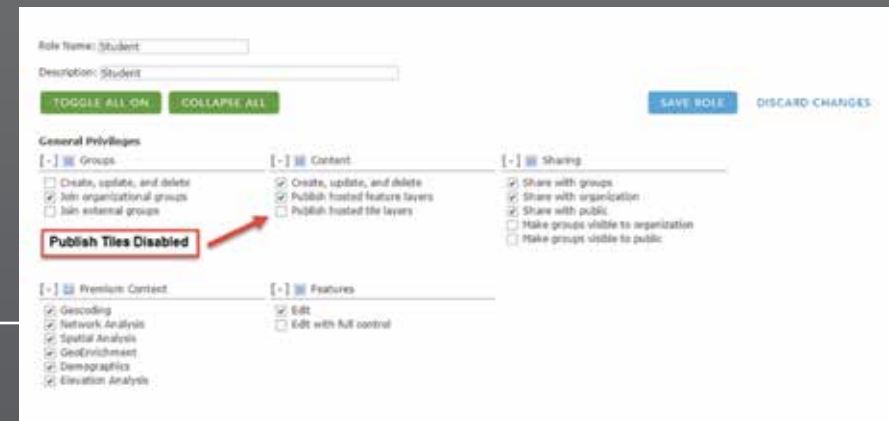 Role Name: Student
Description: Student
TOGGLE ALL ON
COLLAPSE ALL
SAVE ROLE
DISCARD CHANGES
General Privileges
[-] Groups
Create, update, and delete
Join organizational groups
Join external groups
[-] Content
Create, update, and delete
Publish hosted feature layers
Publish hosted tile layers
[-] Sharing
Share with groups
Share with organization
Share with public
Make groups visible to organization
Make groups visible to public
Publish Tiles Disabled
[-] Premium Content
Geocoding
Network Analysis
Spatial Analysis
GeoEnrichment
Demographics
Elevation Analysis
[-] Features
Edit
Edit with full control